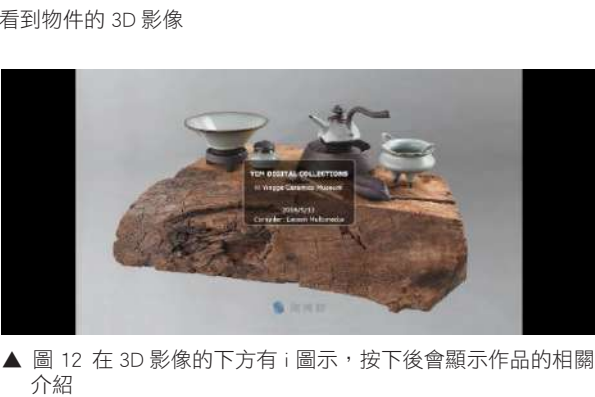 看到物件的 3D 影像
YCM DIGITAL COLLECTIONS
Yingge Ceramics Museum
▲ 圖 12 在 3D 影像的下方有 i 圖示，按下後會顯示作品的相關
介紹